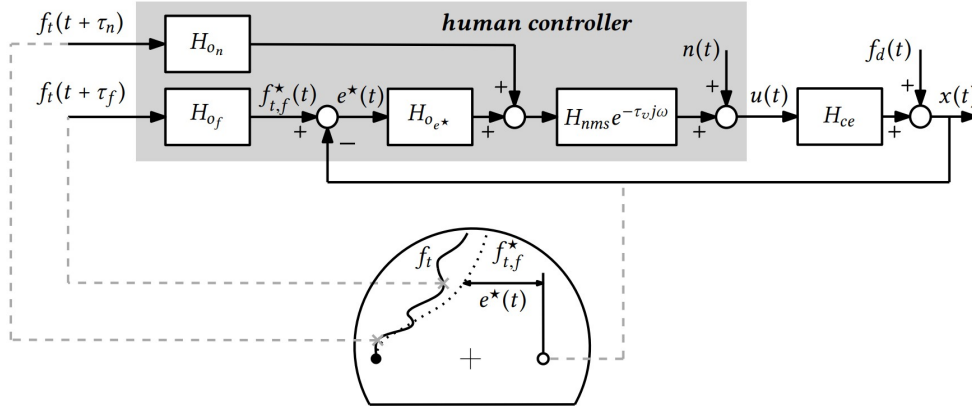 human controller
f_t(t + τ_n)
H_{o_n}
n(t)
f_d(t)
f_t(t + τ_f)
H_{o_f}
f^★_{t,f}(t)
e^★(t)
H_{o_{e^★}}
H_{nms}e^{-τ_v jω}
u(t)
H_{ce}
x(t)
+
+
−
+
+
+
+
+
f_t
f^★_{t,f}
e^★(t)